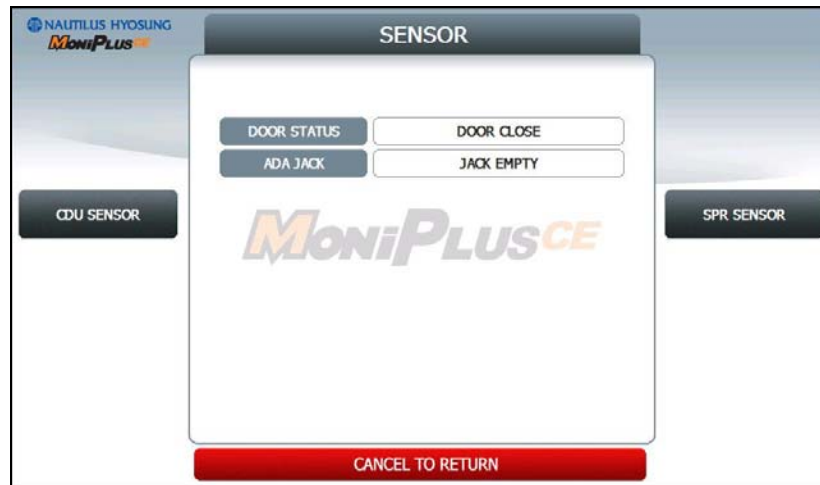 NAUTILUS HYOSUNG
MONIPLUSCE
SENSOR
DOOR STATUS DOOR CLOSE
ADA JACK JACK EMPTY
CDU SENSOR
MONIPLUSCE
SPR SENSOR
CANCEL TO RETURN